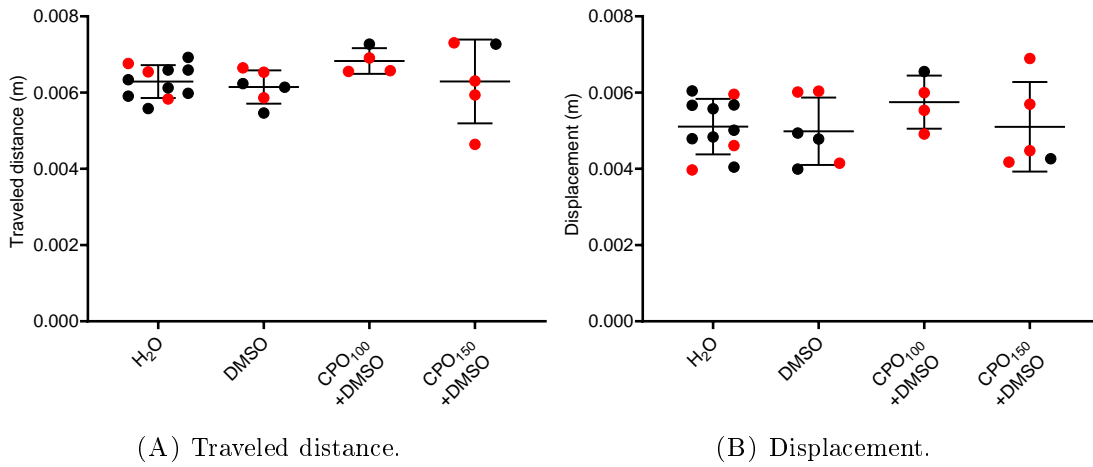 Traveled distance (m)
0.008
0.006
0.004
0.002
0.000
H₂O
DMSO
CPO₁₀₀
+DMSO
CPO₁₅₀
+DMSO
(A) Traveled distance.
Displacement (m)
0.008
0.006
0.004
0.002
0.000
H₂O
DMSO
CPO₁₀₀
+DMSO
CPO₁₅₀
+DMSO
(B) Displacement.